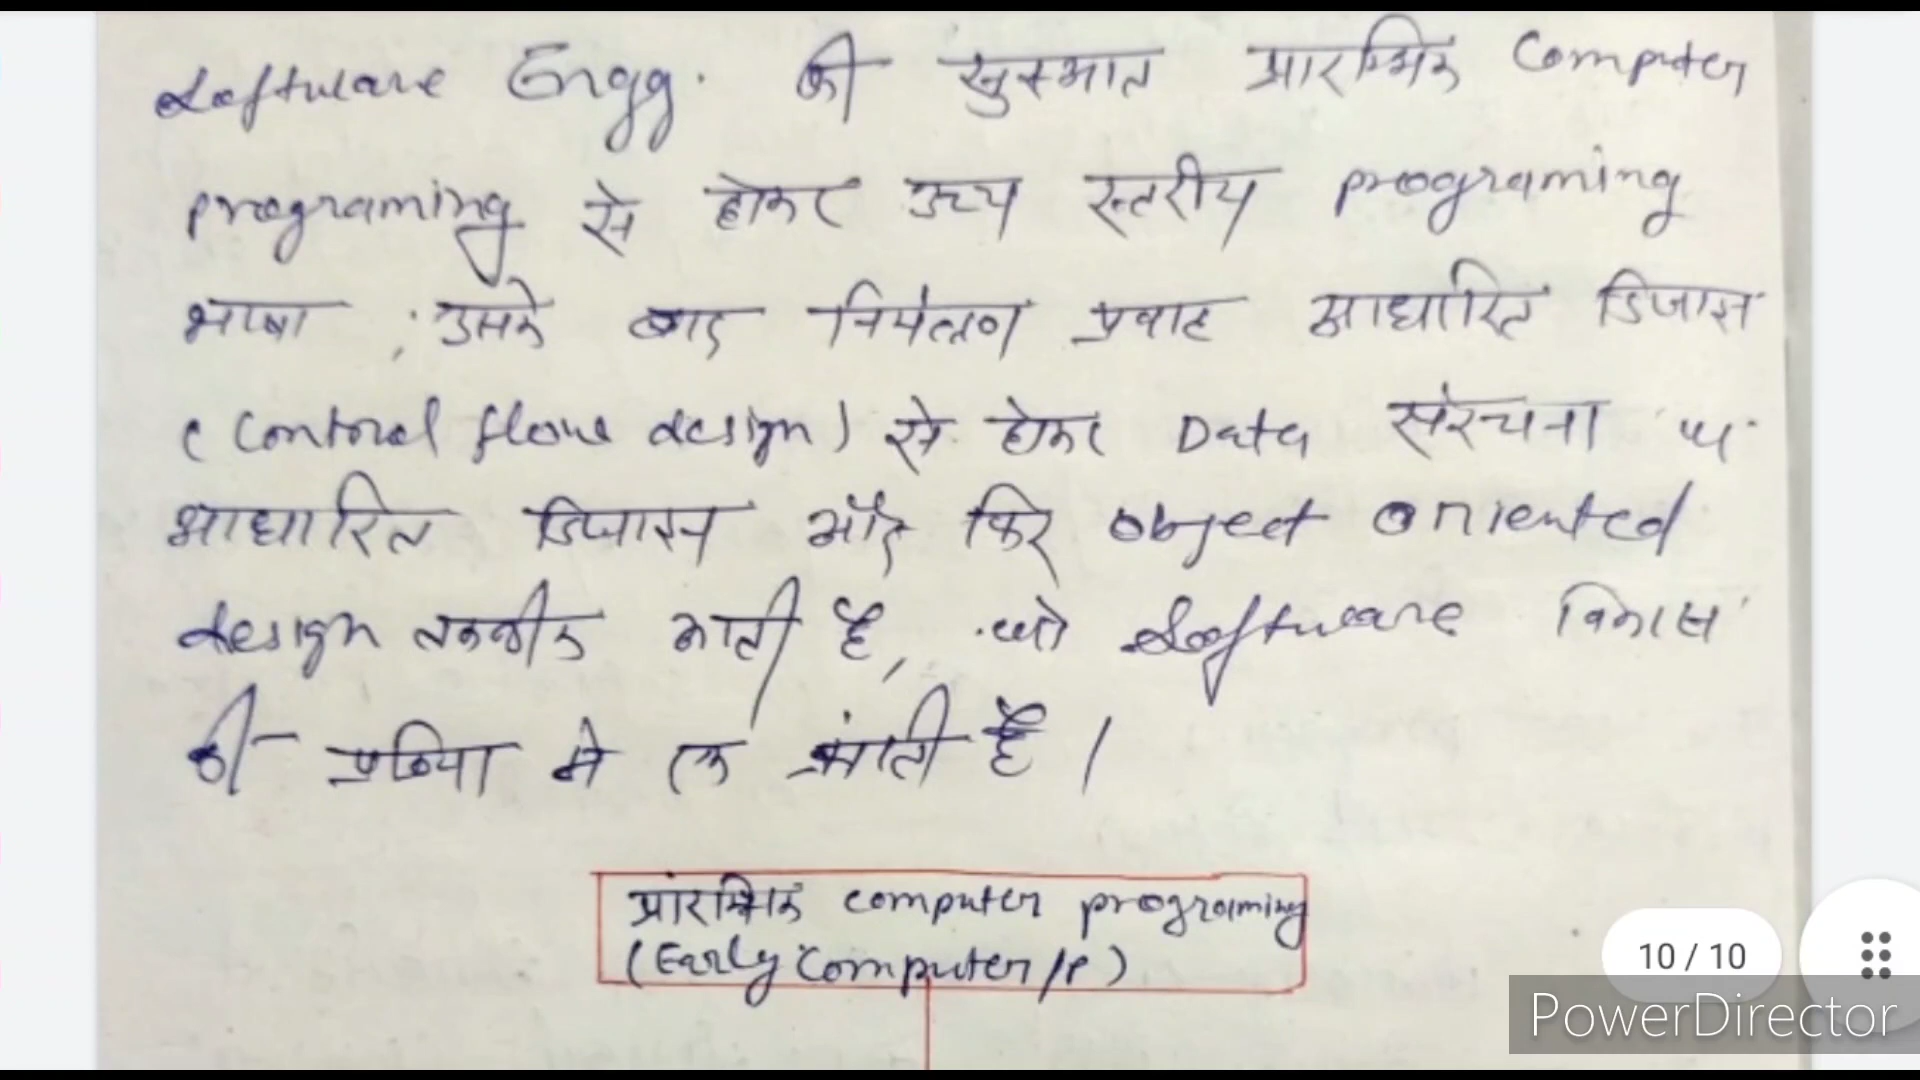 Software Engg. की सुरुआत प्रारम्भिक Computer
programing से होकर उच्च स्तरीय programing
भाषा ; उसके बाद नियंत्रण प्रवाह आधारित डिजाइन
( Control flow design) से होकर Data संरचना पर
आधारित डिजाइन और फिर object oriented
design तकनीक आती है, जो Software विकास
की प्रक्रिया मे आती है ।
प्रारम्भिक computer programing
(Early Computer /P)
10 / 10
PowerDirector